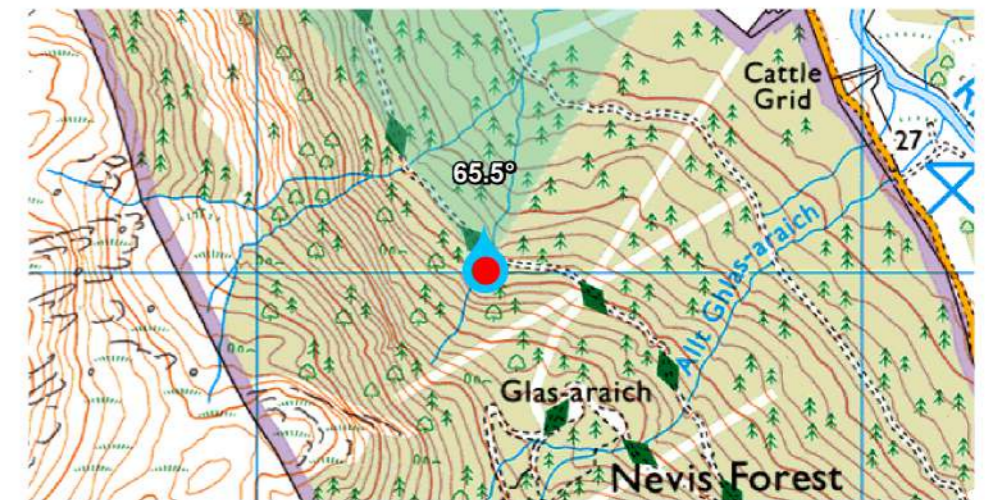 Cattle
Grid
27
65.5°
Allt Ghlas-araich
Glas-araich
Nevis Forest